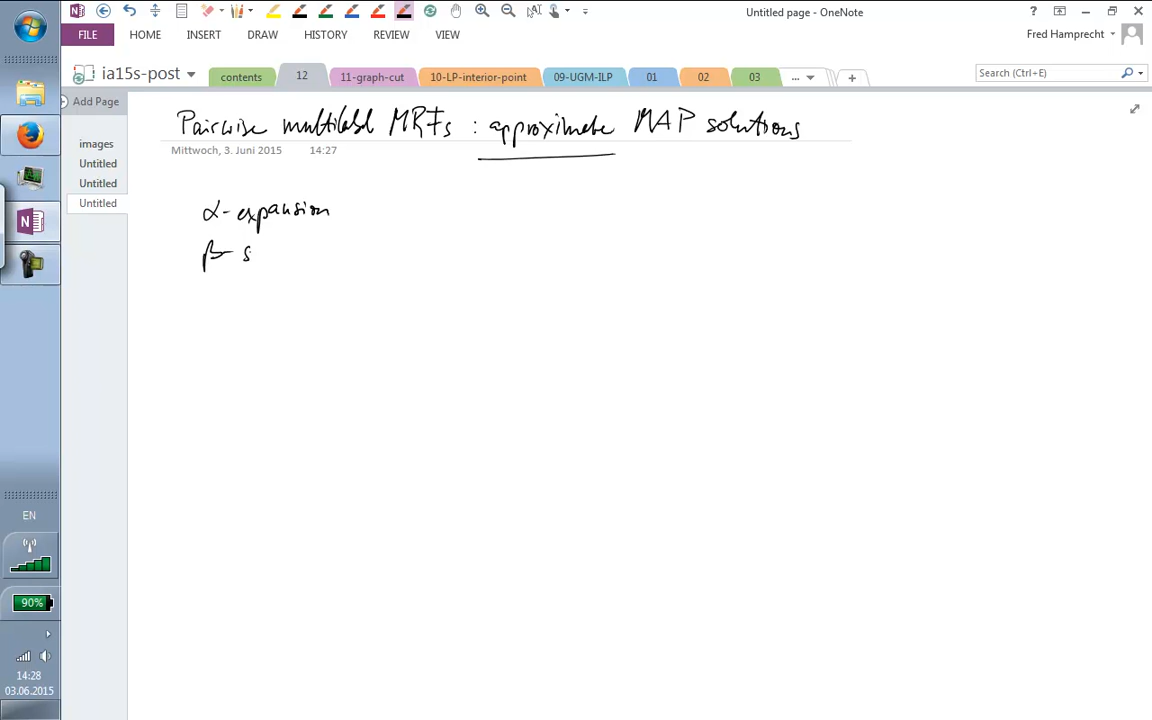 Untitled page - OneNote
FILE HOME INSERT DRAW HISTORY REVIEW VIEW
Fred Hamprecht
ia15s-post
contents 12 11-graph-cut 10-LP-interior-point 09-UGM-ILP 01 02 03 ...
Search (Ctrl+E)
Add Page
Pairwise multilabel MRFs : approximate MAP solutions
Mittwoch, 3. Juni 2015 14:27
images
Untitled
Untitled
Untitled
α-expansion
β- s
EN
90%
14:28
03.06.2015